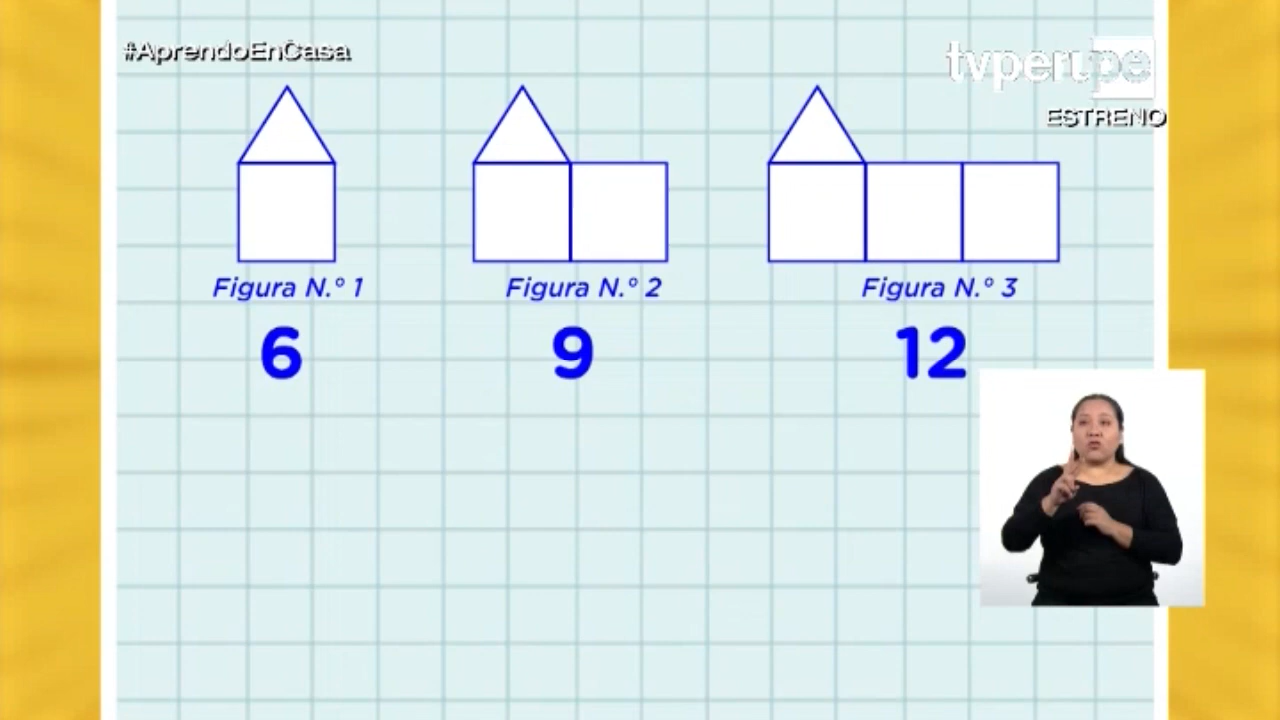 #AprendoEnCasa
tvperu.pe
ESTRENO
Figura N.° 1
Figura N.° 2
Figura N.° 3
6
9
12